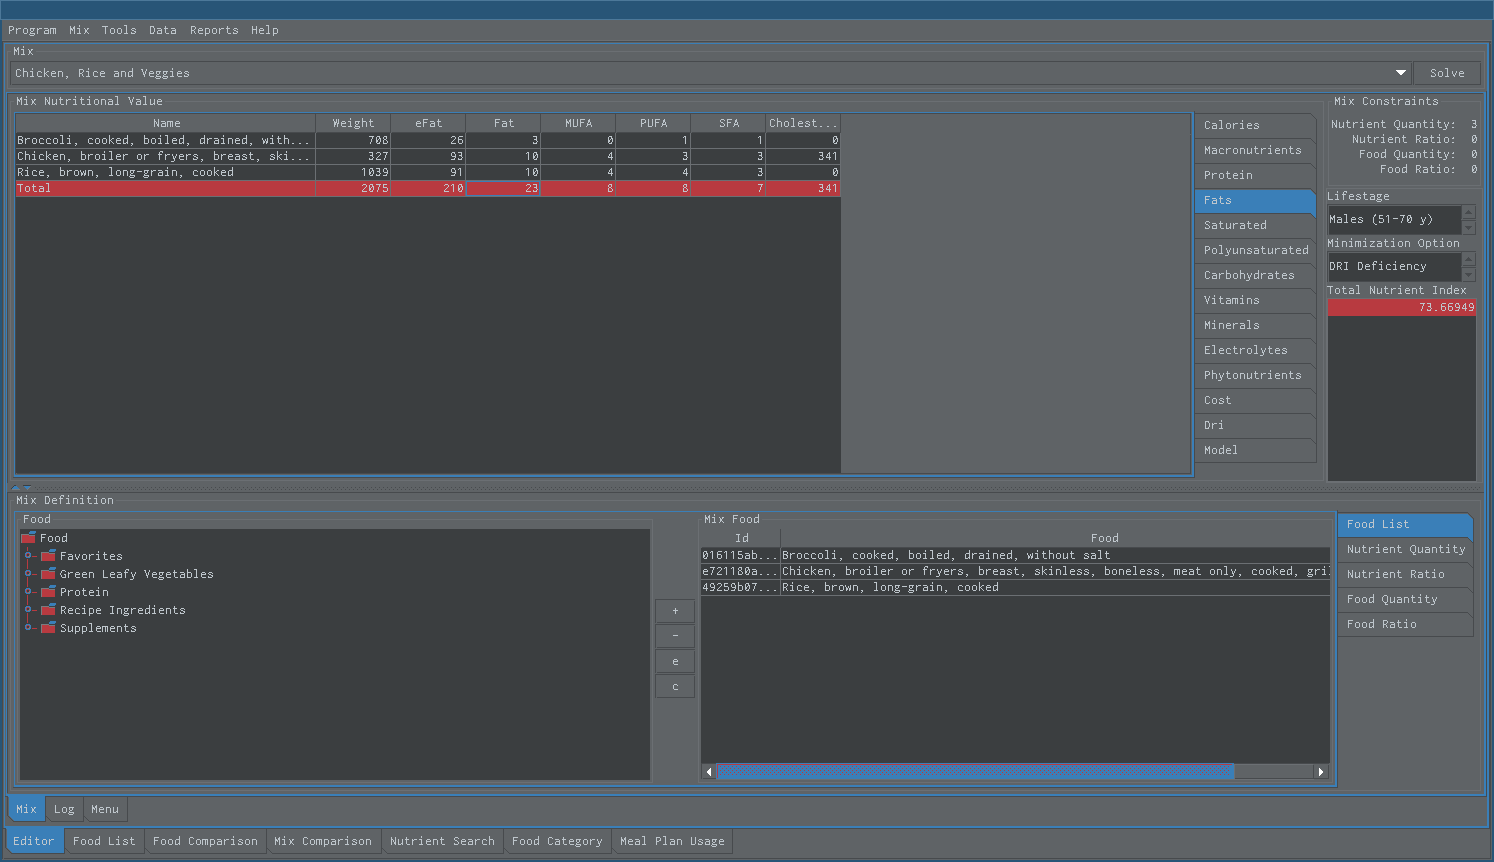 Program Mix Tools Data Reports Help
Mix
Chicken, Rice and Veggies
Solve
Mix Nutritional Value
Name Weight eFat Fat MUFA PUFA SFA Cholest...
Broccoli, cooked, boiled, drained, with... 708 26 3 0 1 1 0
Chicken, broiler or fryers, breast, ski... 327 93 10 4 3 3 341
Rice, brown, long-grain, cooked 1039 91 10 4 4 3 0
Total 2075 210 23 8 8 7 341
Calories
Macronutrients
Protein
Fats
Saturated
Polyunsaturated
Carbohydrates
Vitamins
Minerals
Electrolytes
Phytonutrients
Cost
Dri
Model
Mix Constraints
Nutrient Quantity: 3
Nutrient Ratio: 0
Food Quantity: 0
Food Ratio: 0
Lifestage
Males (51-70 y)
Minimization Option
DRI Deficiency
Total Nutrient Index
73.66949
Mix Definition
Food
Food
Favorites
Green Leafy Vegetables
Protein
Recipe Ingredients
Supplements
+
-
e
c
Mix Food
Id Food
016115ab... Broccoli, cooked, boiled, drained, without salt
e721180a... Chicken, broiler or fryers, breast, skinless, boneless, meat only, cooked, gril
49259b07... Rice, brown, long-grain, cooked
Food List
Nutrient Quantity
Nutrient Ratio
Food Quantity
Food Ratio
Mix Log Menu
Editor Food List Food Comparison Mix Comparison Nutrient Search Food Category Meal Plan Usage